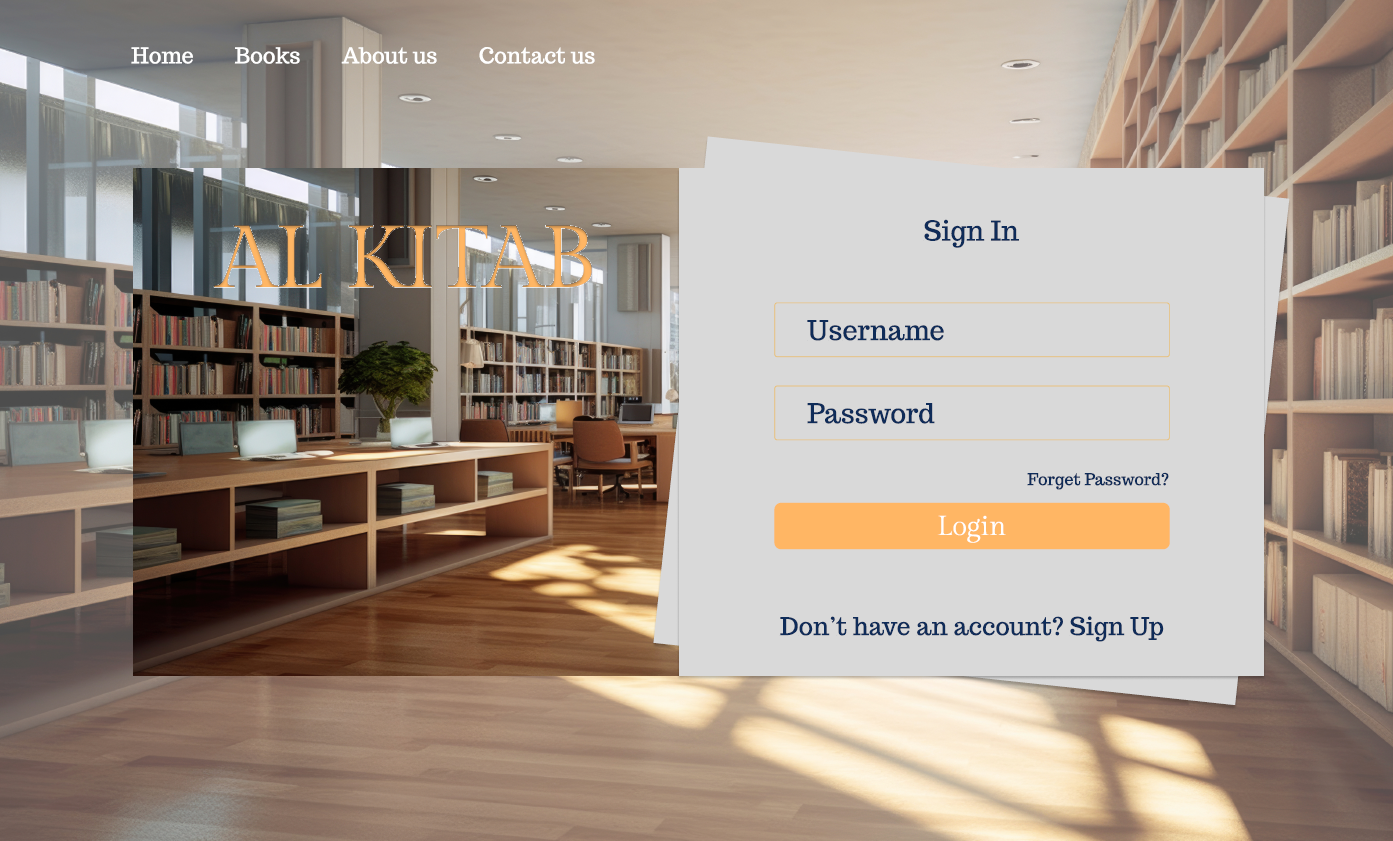 Home Books About us Contact us
AL KITAB
Sign In
Username
Password
Forget Password?
Login
Don’t have an account? Sign Up